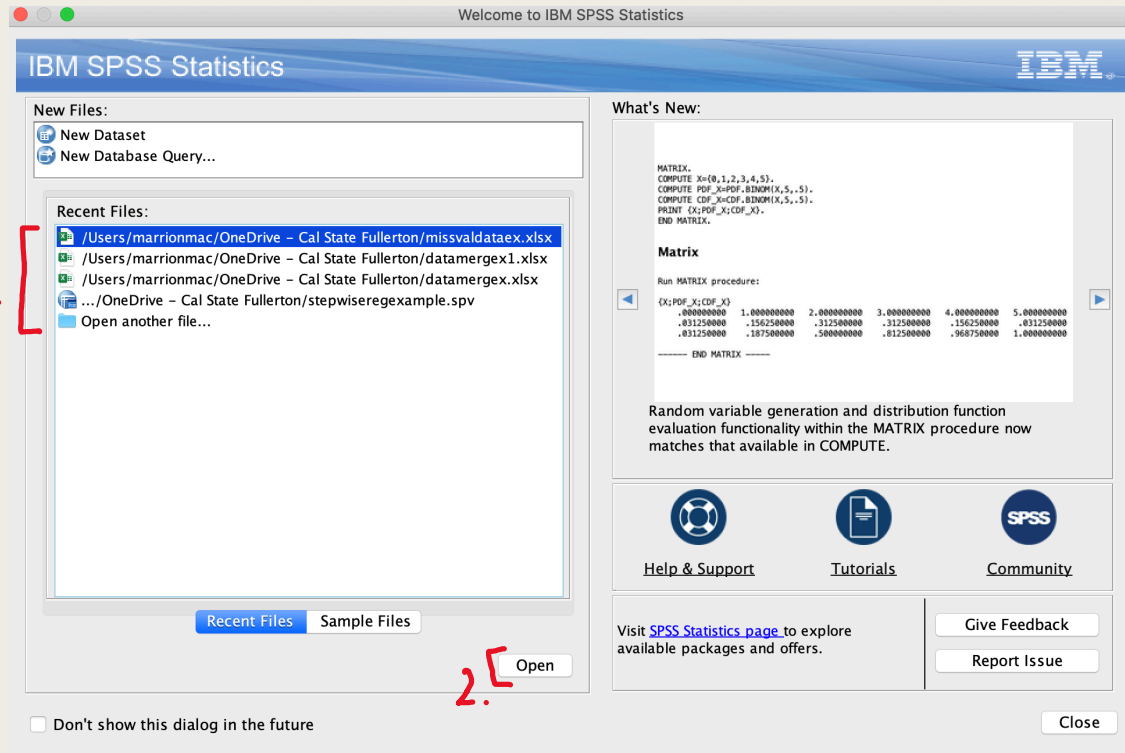 Welcome to IBM SPSS Statistics
IBM SPSS Statistics
IBM
New Files:
New Dataset
New Database Query...
Recent Files:
/Users/marrionmac/OneDrive - Cal State Fullerton/missvaldataex.xlsx
/Users/marrionmac/OneDrive - Cal State Fullerton/datamergex1.xlsx
/Users/marrionmac/OneDrive - Cal State Fullerton/datamergex.xlsx
.../OneDrive - Cal State Fullerton/stepwiseregexample.spv
Open another file...
Recent Files Sample Files
2. Open
Don't show this dialog in the future
What's New:
MATRIX.
COMPUTE X={0,1,2,3,4,5}.
COMPUTE PDF_X=PDF.BINOM(X,5,.5).
COMPUTE CDF_X=CDF.BINOM(X,5,.5).
PRINT {X;PDF_X;CDF_X}.
END MATRIX.
Matrix
Run MATRIX procedure:
{X;PDF_X;CDF_X}
.000000000 1.000000000 2.000000000 3.000000000 4.000000000 5.000000000
.031250000 .156250000 .312500000 .312500000 .156250000 .031250000
.031250000 .187500000 .500000000 .812500000 .968750000 1.000000000
------ END MATRIX -----
Random variable generation and distribution function
evaluation functionality within the MATRIX procedure now
matches that available in COMPUTE.
SPSS
Help & Support Tutorials Community
Visit SPSS Statistics page to explore
available packages and offers.
Give Feedback
Report Issue
Close